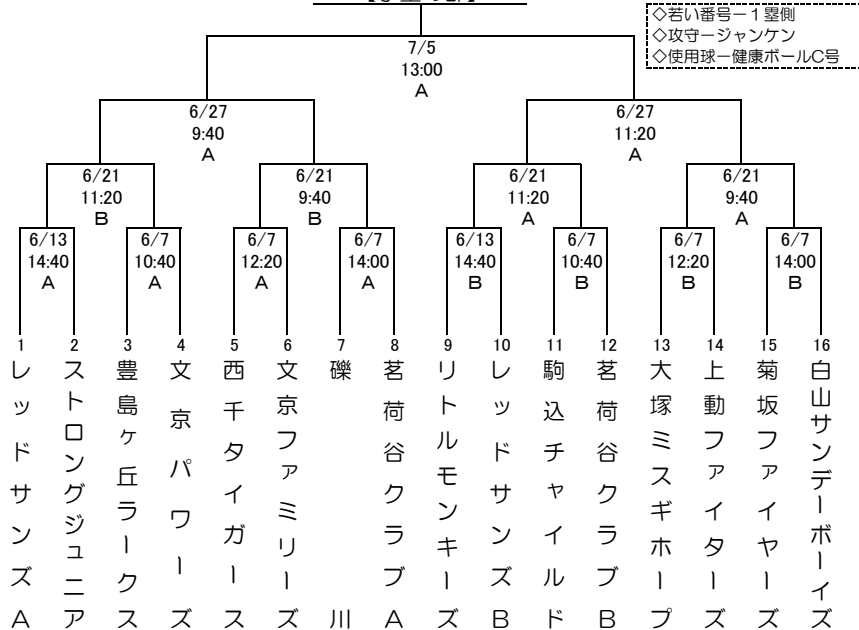 ◇若い番号ー１塁側
◇攻守ージャンケン
◇使用球ー健康ボールC号
7/5
13:00
A
6/27
9:40
A
6/27
11:20
A
6/21
11:20
B
6/21
9:40
B
6/21
11:20
A
6/21
9:40
A
6/13
14:40
A
6/7
10:40
A
6/7
12:20
A
6/7
14:00
A
6/13
14:40
B
6/7
10:40
B
6/7
12:20
B
6/7
14:00
B
1
レッドサンズA
2
ストロングジュニア
3
豊島ヶ丘ラークス
4
文京パワーズ
5
西千タイガース
6
文京ファミリーズ
7
礫川
8
茗荷谷クラブA
9
リトルモンキーズ
10
レッドサンズB
11
駒込チャイルド
12
茗荷谷クラブB
13
大塚ミスギホープ
14
上動ファイターズ
15
菊坂ファイヤーズ
16
白山サンデーボーイズ